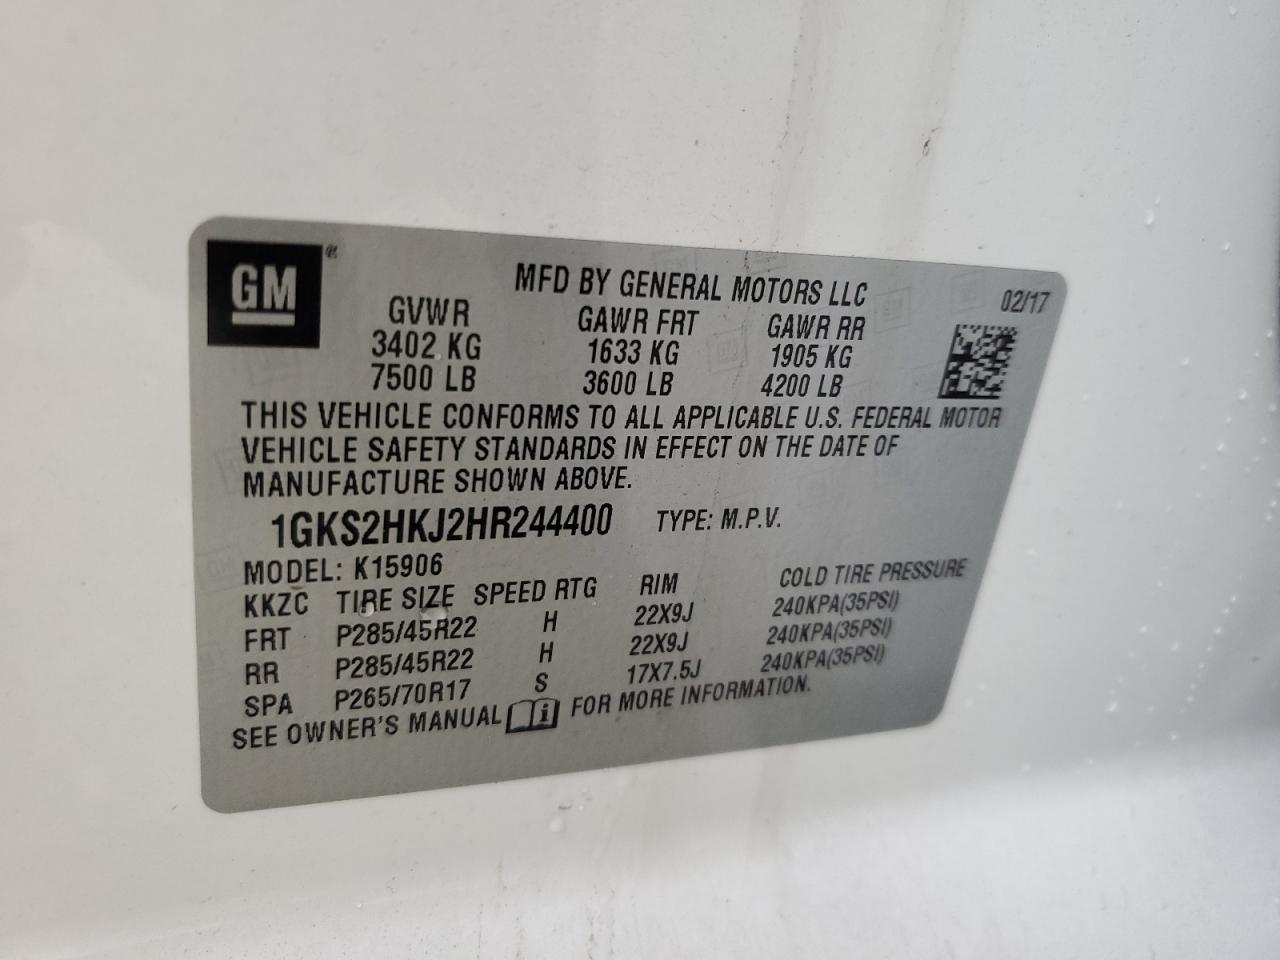 GM®
MFD BY GENERAL MOTORS LLC 02/17
GVWR GAWR FRT GAWR RR
3402 KG 1633 KG 1905 KG
7500 LB 3600 LB 4200 LB
THIS VEHICLE CONFORMS TO ALL APPLICABLE U.S. FEDERAL MOTOR
VEHICLE SAFETY STANDARDS IN EFFECT ON THE DATE OF
MANUFACTURE SHOWN ABOVE.
1GKS2HKJ2HR244400 TYPE: M.P.V.
MODEL: K15906
KKZC TIRE SIZE SPEED RTG RIM COLD TIRE PRESSURE
FRT P285/45R22 H 22X9J 240KPA(35PSI)
RR P285/45R22 H 22X9J 240KPA(35PSI)
SPA P265/70R17 S 17X7.5J 240KPA(35PSI)
SEE OWNER'S MANUAL FOR MORE INFORMATION.